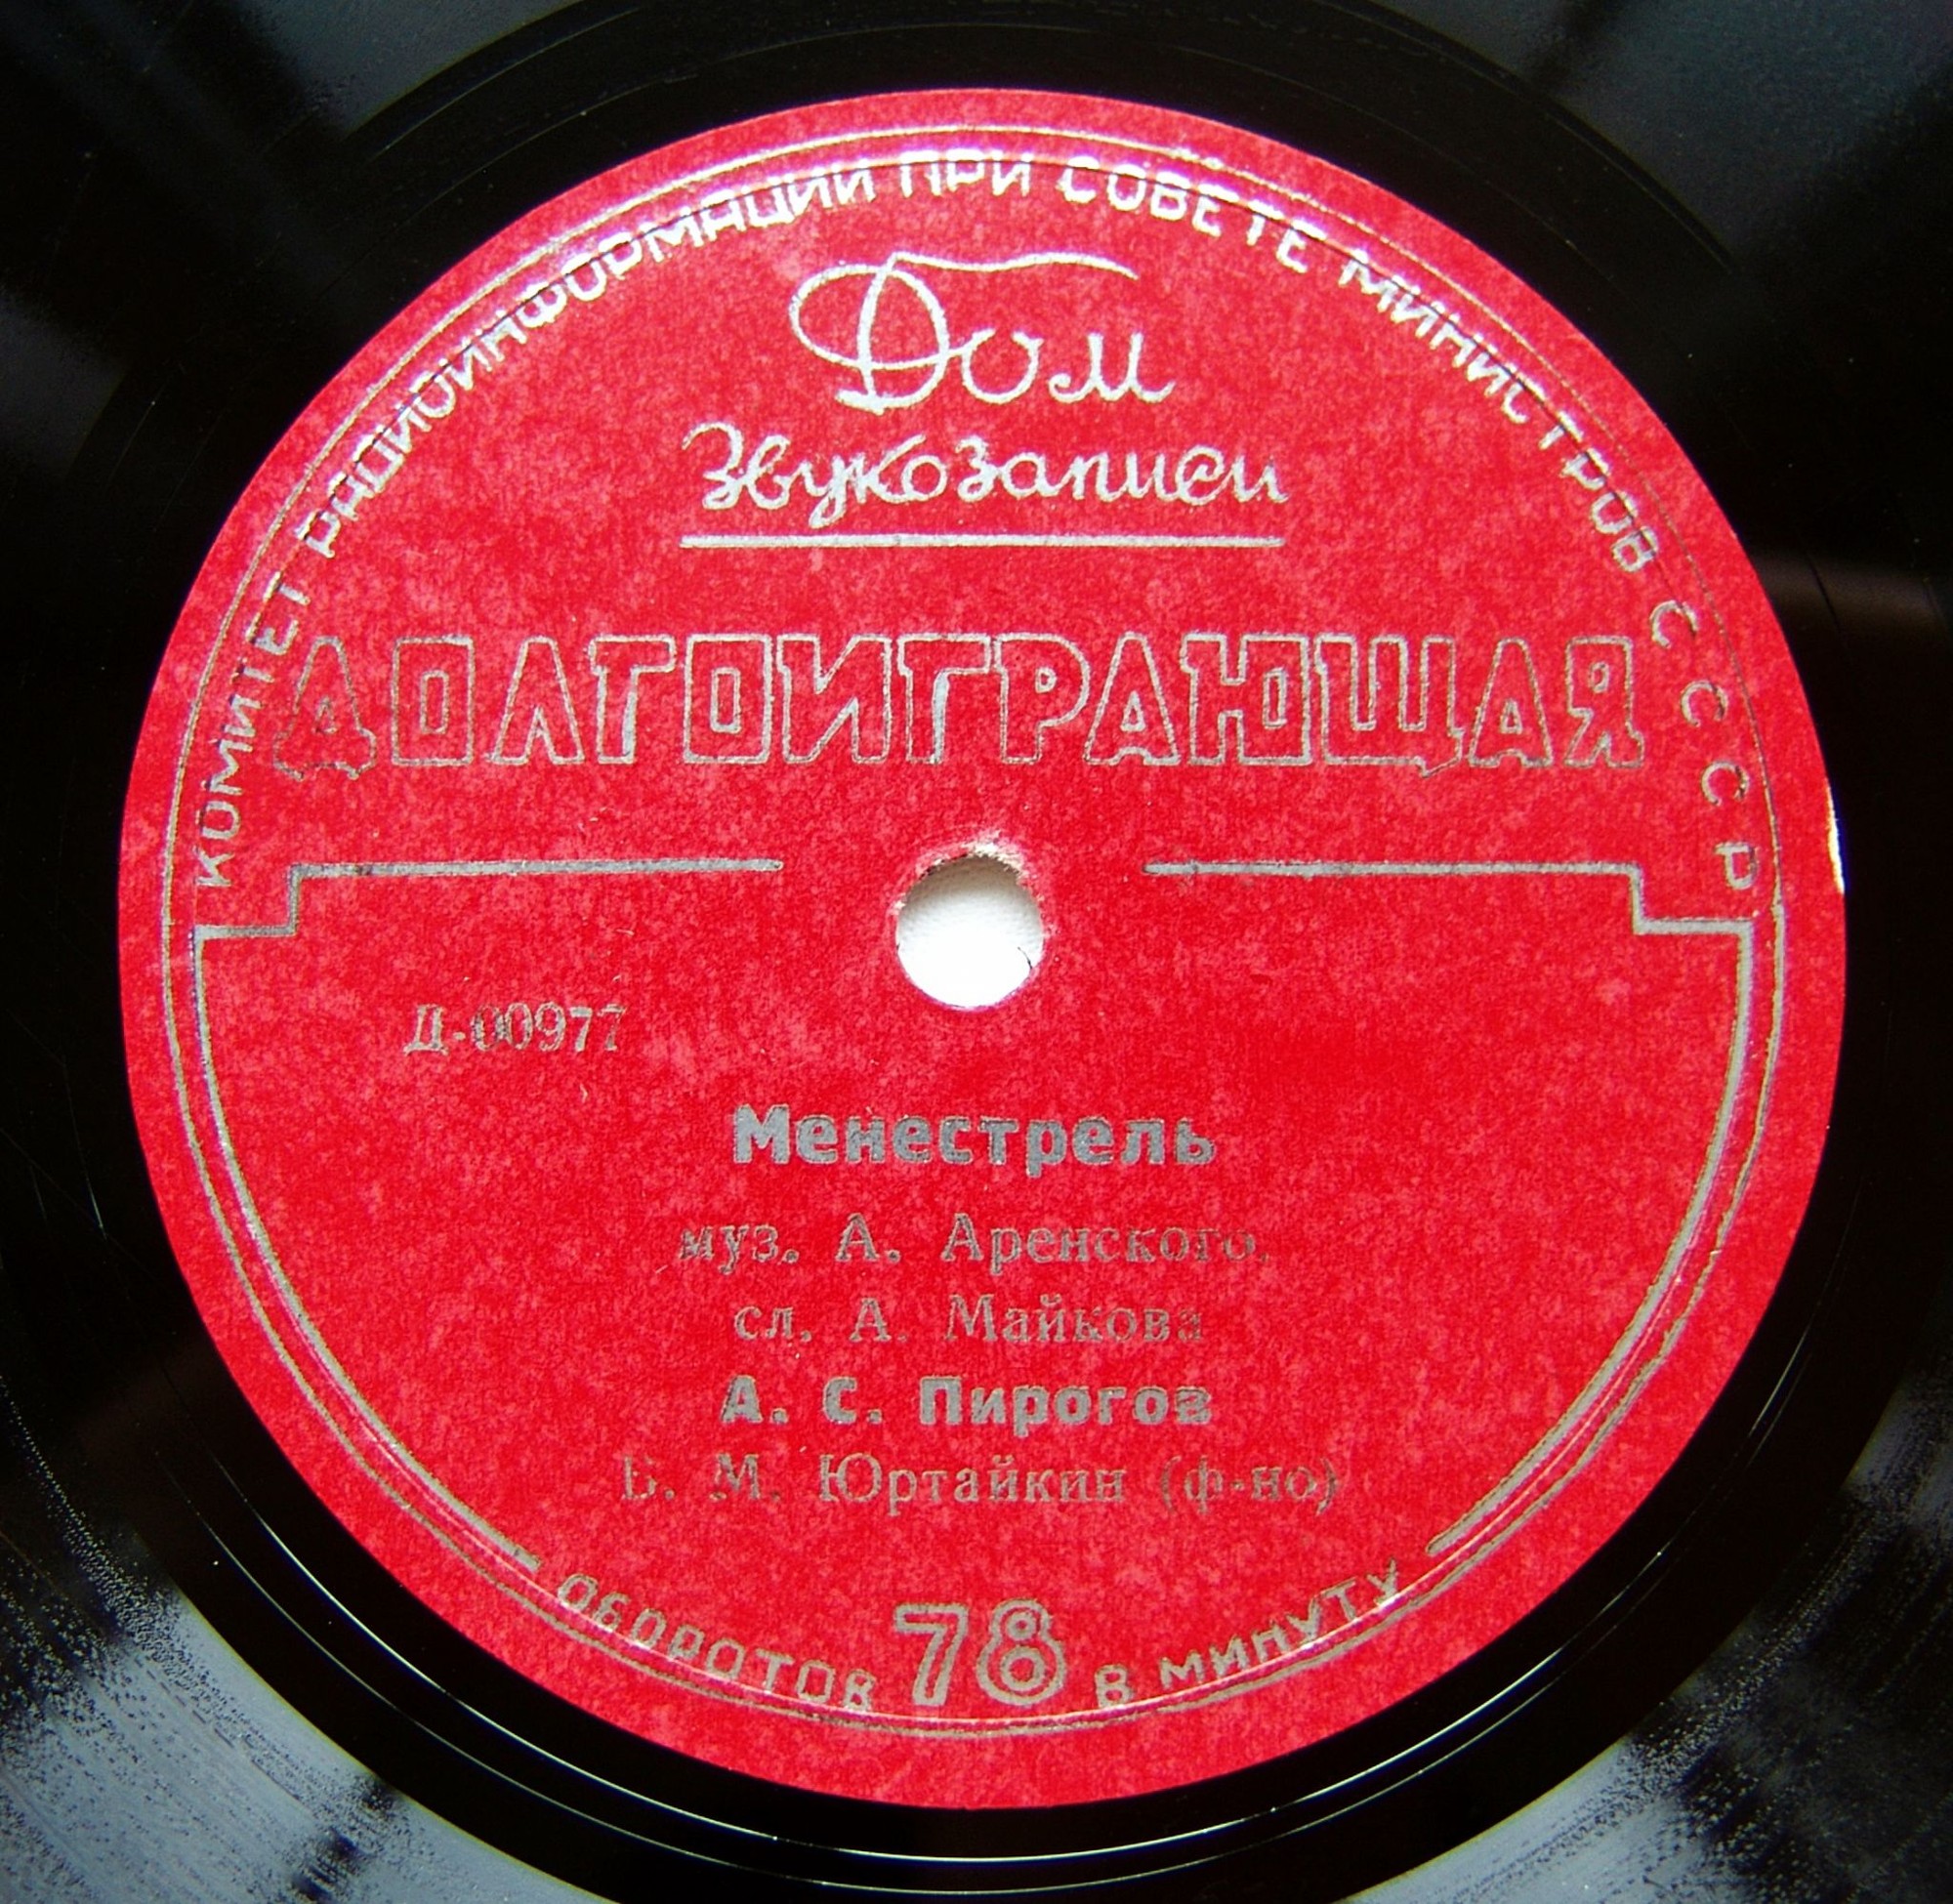 КОМИТЕТ РАДИОИНФОРМАЦИИ ПРИ СОВЕТЕ МИНИСТРОВ СССР
Дом
Звукозаписи
ДОЛГОИГРАЮЩАЯ
Д-00977
Менестрель
муз. А. Аренского,
сл. А. Майкова
А. С. Пирогов
Б. М. Юртайкин (ф-но)
ОБОРОТОВ 78 В МИНУТУ